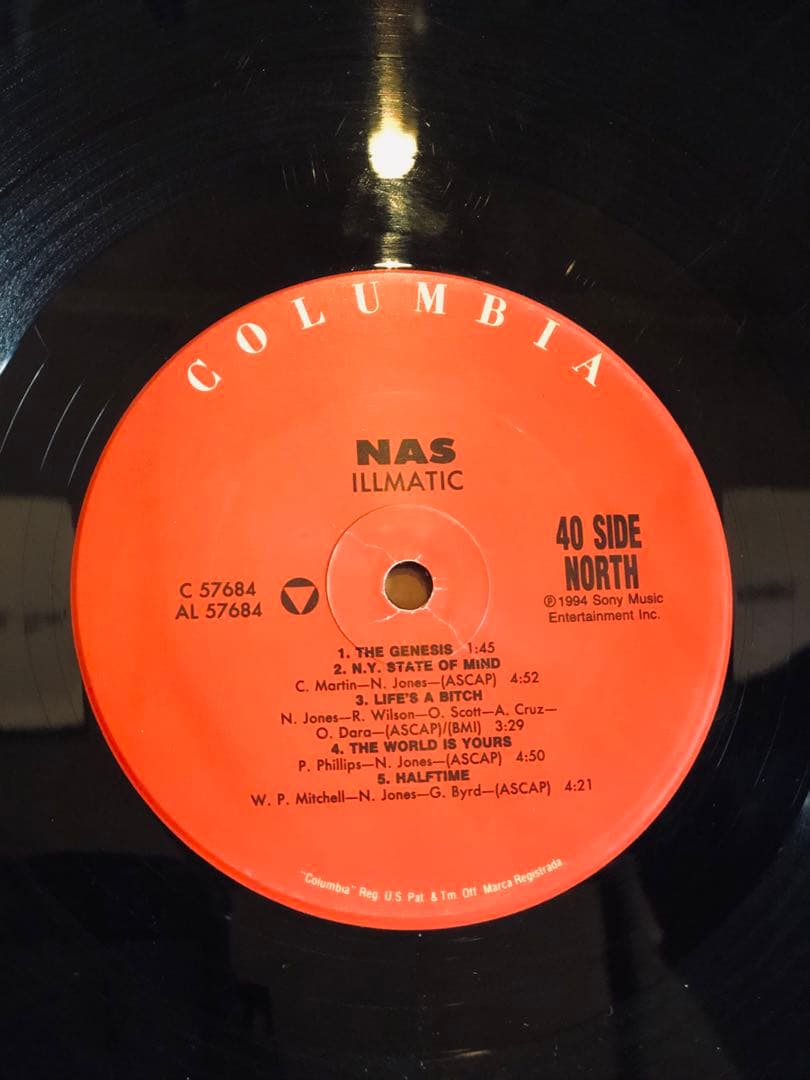 COLUMBIA
NAS
ILLMATIC
40 SIDE
NORTH
℗ 1994 Sony Music
Entertainment Inc.
C 57684
AL 57684
1. THE GENESIS 1:45
2. N.Y. STATE OF MIND
C. Martin—N. Jones—(ASCAP) 4:52
3. LIFE'S A BITCH
N. Jones—R. Wilson—O. Scott—A. Cruz—
O. Dara—(ASCAP)/(BMI) 3:29
4. THE WORLD IS YOURS
P. Phillips—N. Jones—(ASCAP) 4:50
5. HALFTIME
W. P. Mitchell—N. Jones—G. Byrd—(ASCAP) 4:21
"Columbia" Reg. U.S. Pat. & Tm. Off. Marca Registrada.